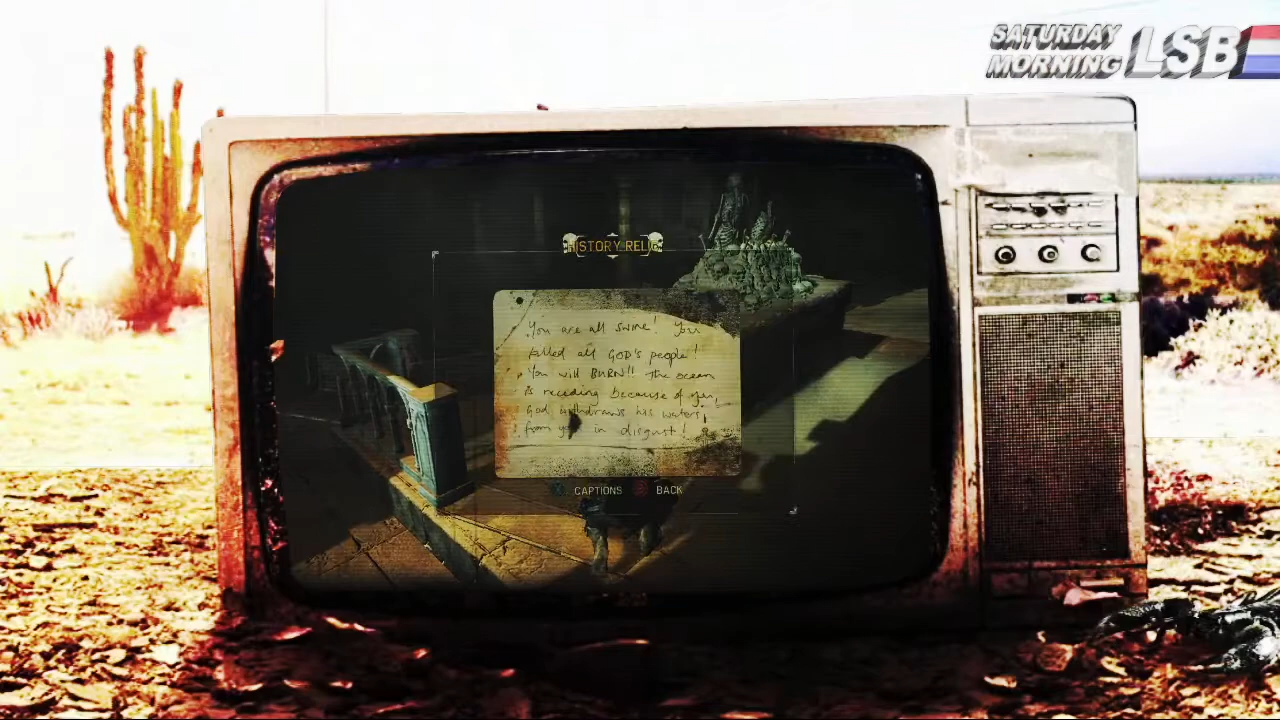 SATURDAY
MORNING
LSB
HISTORY RELIC
You are all swine! You
killed all GOD'S people!
You will BURN!! The ocean
is receding because of you,
God withdraws his waters
from you in disgust!
CAPTIONS BACK